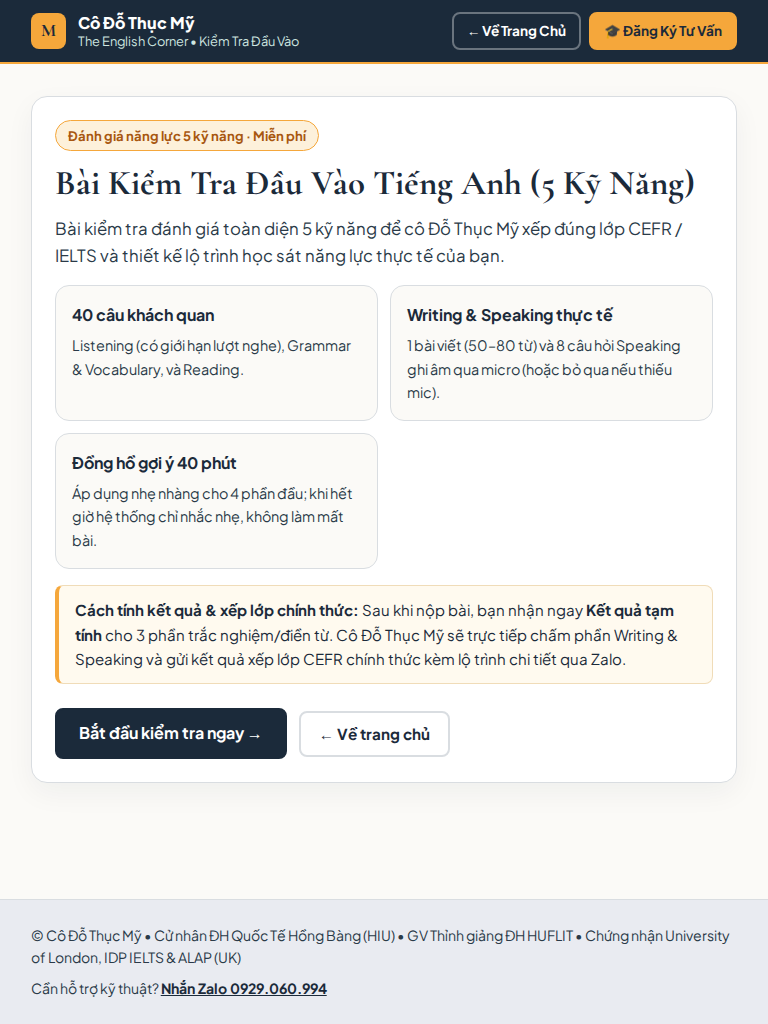 M
Cô Đỗ Thục Mỹ
The English Corner • Kiểm Tra Đầu Vào
← Về Trang Chủ
🎓 Đăng Ký Tư Vấn
Đánh giá năng lực 5 kỹ năng · Miễn phí
Bài Kiểm Tra Đầu Vào Tiếng Anh (5 Kỹ Năng)
Bài kiểm tra đánh giá toàn diện 5 kỹ năng để cô Đỗ Thục Mỹ xếp đúng lớp CEFR /
IELTS và thiết kế lộ trình học sát năng lực thực tế của bạn.
40 câu khách quan
Listening (có giới hạn lượt nghe), Grammar
& Vocabulary, và Reading.
Writing & Speaking thực tế
1 bài viết (50–80 từ) và 8 câu hỏi Speaking
ghi âm qua micro (hoặc bỏ qua nếu thiếu
mic).
Đồng hồ gợi ý 40 phút
Áp dụng nhẹ nhàng cho 4 phần đầu; khi hết
giờ hệ thống chỉ nhắc nhẹ, không làm mất
bài.
Cách tính kết quả & xếp lớp chính thức: Sau khi nộp bài, bạn nhận ngay Kết quả tạm
tính cho 3 phần trắc nghiệm/điền từ. Cô Đỗ Thục Mỹ sẽ trực tiếp chấm phần Writing &
Speaking và gửi kết quả xếp lớp CEFR chính thức kèm lộ trình chi tiết qua Zalo.
Bắt đầu kiểm tra ngay →
← Về trang chủ
© Cô Đỗ Thục Mỹ • Cử nhân ĐH Quốc Tế Hồng Bàng (HIU) • GV Thỉnh giảng ĐH HUFLIT • Chứng nhận University
of London, IDP IELTS & ALAP (UK)
Cần hỗ trợ kỹ thuật? Nhắn Zalo 0929.060.994